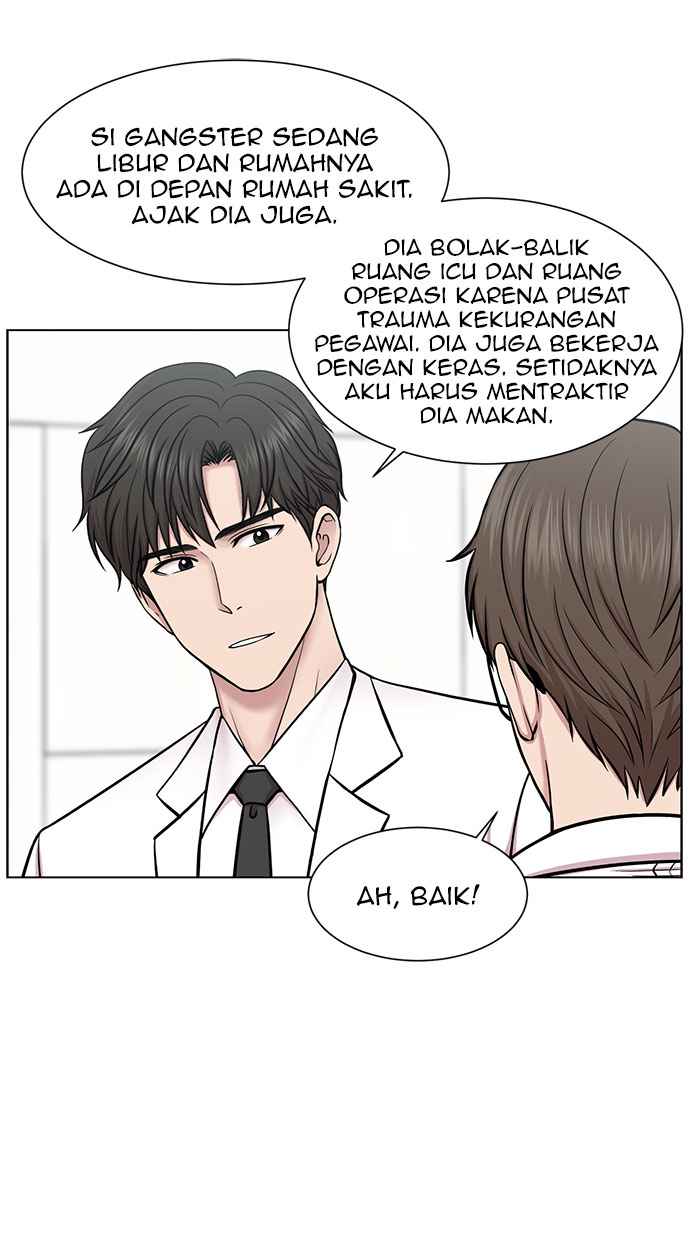 SI GANGSTER SEDANG
LIBUR DAN RUMAHNYA
ADA DI DEPAN RUMAH SAKIT.
AJAK DIA JUGA.
DIA BOLAK-BALIK
RUANG ICU DAN RUANG
OPERASI KARENA PUSAT
TRAUMA KEKURANGAN
PEGAWAI. DIA JUGA BEKERJA
DENGAN KERAS. SETIDAKNYA
AKU HARUS MENTRAKTIR
DIA MAKAN.
AH, BAIK!